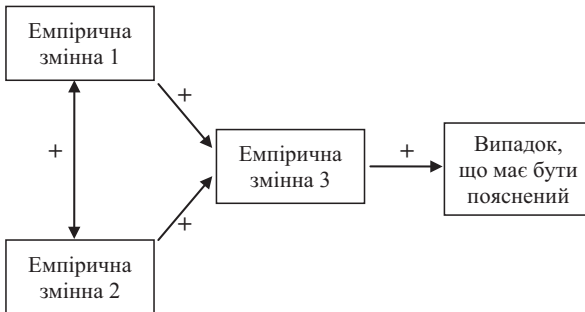 Емпірична
змінна 1
+
+
Емпірична
змінна 3
+
Випадок,
що має бути
пояснений
+
Емпірична
змінна 2